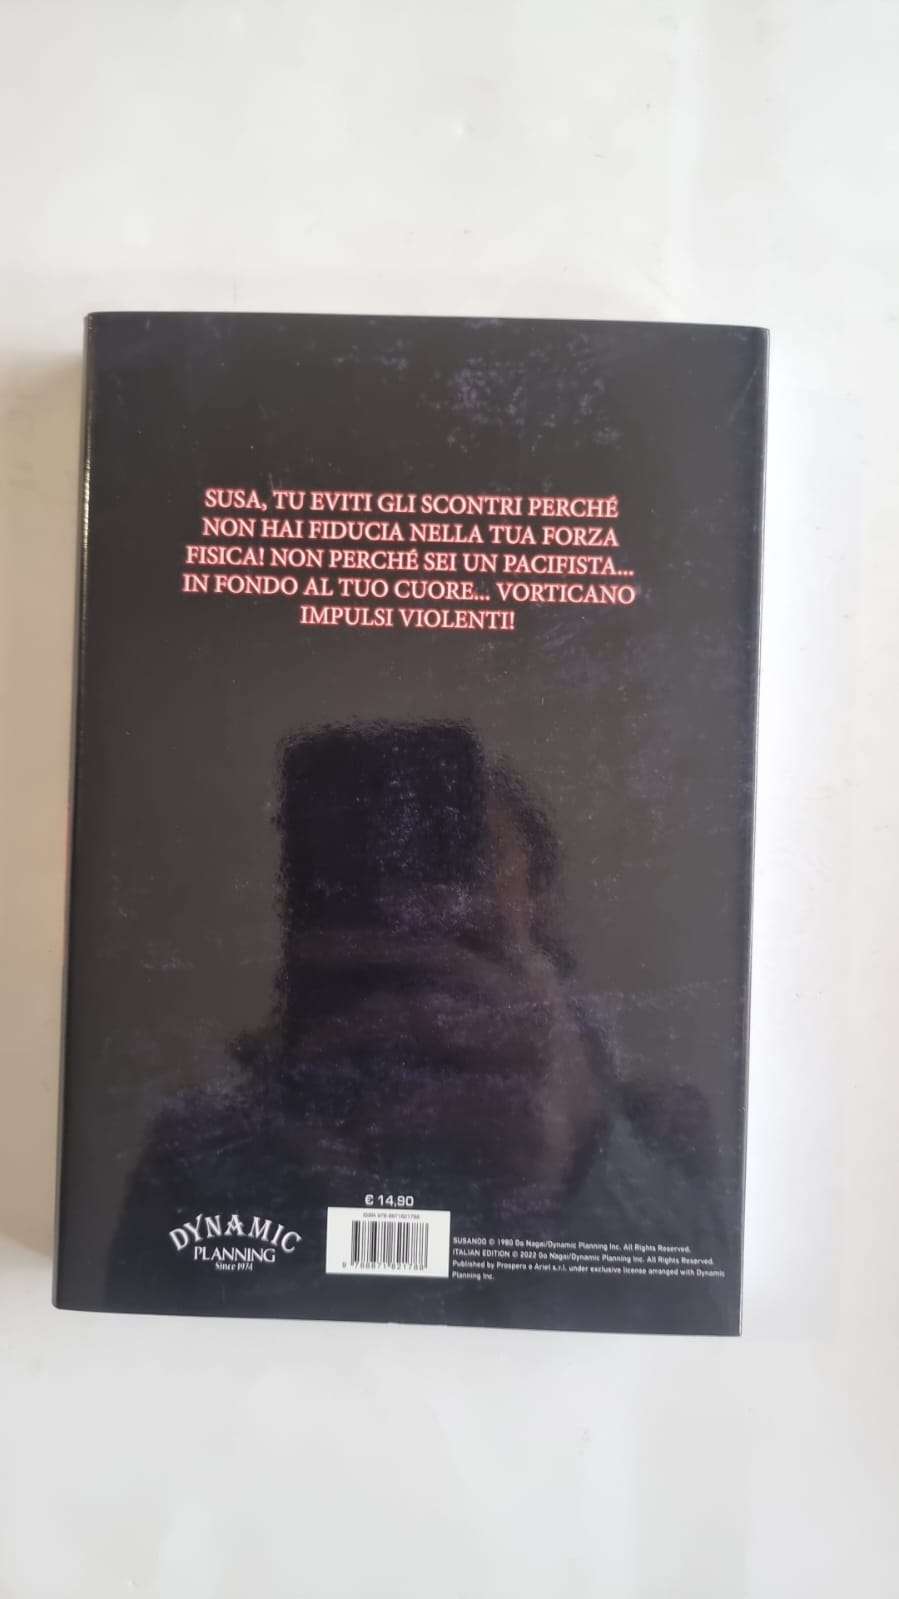 SUSA, TU EVITI GLI SCONTRI PERCHÉ
NON HAI FIDUCIA NELLA TUA FORZA
FISICA! NON PERCHÉ SEI UN PACIFISTA...
IN FONDO AL TUO CUORE... VORTICANO
IMPULSI VIOLENTI!
€ 14,90
DYNAMIC
PLANNING
Since 1974
9 788871 821788
SUSANOO © 1980 Go Nagai/Dynamic Planning Inc. All Rights Reserved.
ITALIAN EDITION © 2022 Go Nagai/Dynamic Planning Inc. All Rights Reserved.
Published by Prospero e Ariel s.r.l. under exclusive license arranged with Dynamic
Planning Inc.